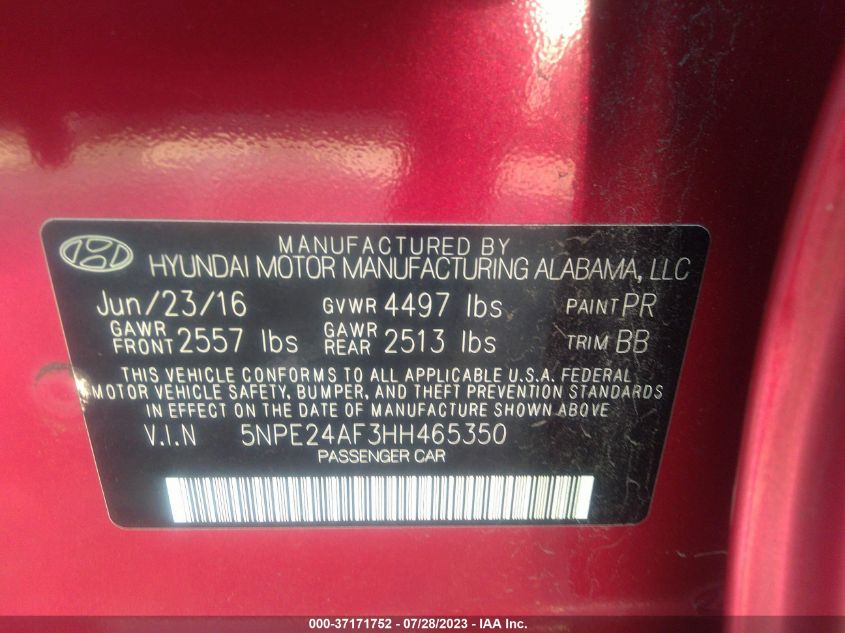 MANUFACTURED BY
HYUNDAI MOTOR MANUFACTURING ALABAMA, LLC
Jun/23/16 GVWR 4497 lbs PAINT PR
GAWR FRONT 2557 lbs GAWR REAR 2513 lbs TRIM BB
THIS VEHICLE CONFORMS TO ALL APPLICABLE U.S.A. FEDERAL
MOTOR VEHICLE SAFETY, BUMPER, AND THEFT PREVENTION STANDARDS
IN EFFECT ON THE DATE OF MANUFACTURE SHOWN ABOVE
V.I.N 5NPE24AF3HH465350
PASSENGER CAR
000-37171752 / 07/28/2023 - IAA Inc.